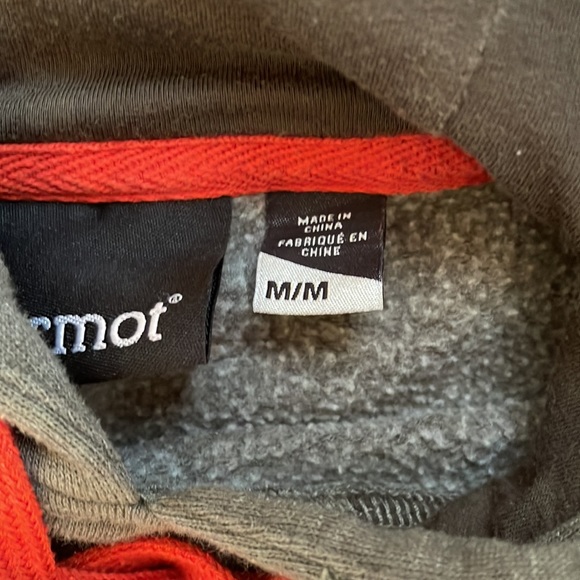 rmot®
MADE IN
CHINA
FABRIQUÉ EN
CHINE
M/M